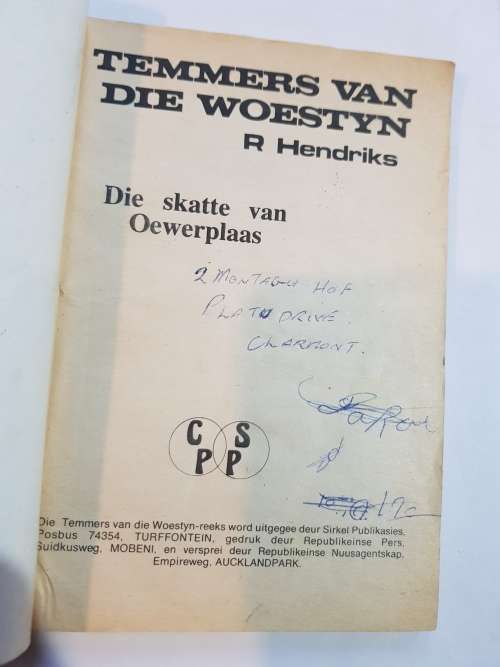 TEMMERS VAN
DIE WOESTYN
R Hendriks
Die skatte van
Oewerplaas
2 MONTAGU HOF
PLATO DRIVE.
CLARMONT.
C S
P P
Die Temmers van die Woestyn-reeks word uitgegee deur Sirkel Publikasies,
Posbus 74354, TURFFONTEIN, gedruk deur Republikeinse Pers,
Suidkusweg, MOBENI, en versprei deur Republikeinse Nuusagentskap,
Empireweg, AUCKLANDPARK.